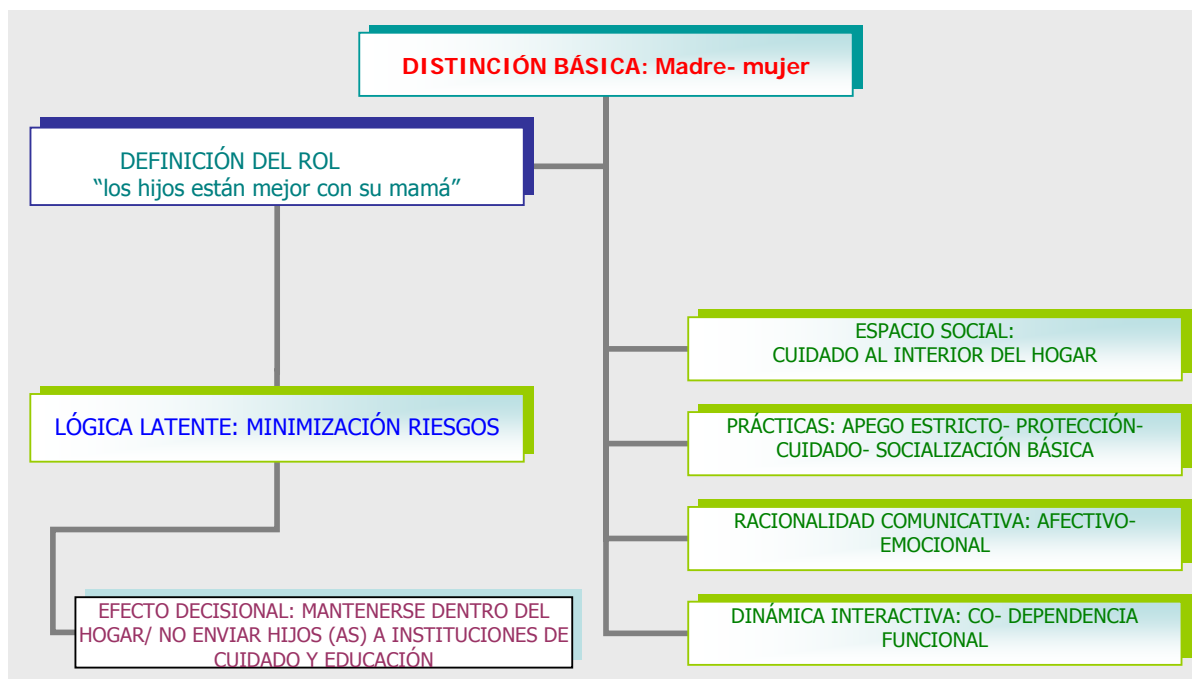 DISTINCIÓN BÁSICA: Madre- mujer
DEFINICIÓN DEL ROL
“los hijos están mejor con su mamá”
LÓGICA LATENTE: MINIMIZACIÓN RIESGOS
EFECTO DECISIONAL: MANTENERSE DENTRO DEL
HOGAR/ NO ENVIAR HIJOS (AS) A INSTITUCIONES DE
CUIDADO Y EDUCACIÓN
ESPACIO SOCIAL:
CUIDADO AL INTERIOR DEL HOGAR
PRÁCTICAS: APEGO ESTRICTO- PROTECCIÓN-
CUIDADO- SOCIALIZACIÓN BÁSICA
RACIONALIDAD COMUNICATIVA: AFECTIVO-
EMOCIONAL
DINÁMICA INTERACTIVA: CO- DEPENDENCIA
FUNCIONAL